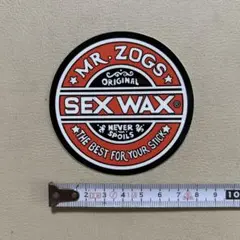 MR. ZOGS
ORIGINAL
SEX WAX®
NEVER
SPOILS
THE BEST FOR YOUR STICK
1 2 3 4 5 6 7 8 9 10